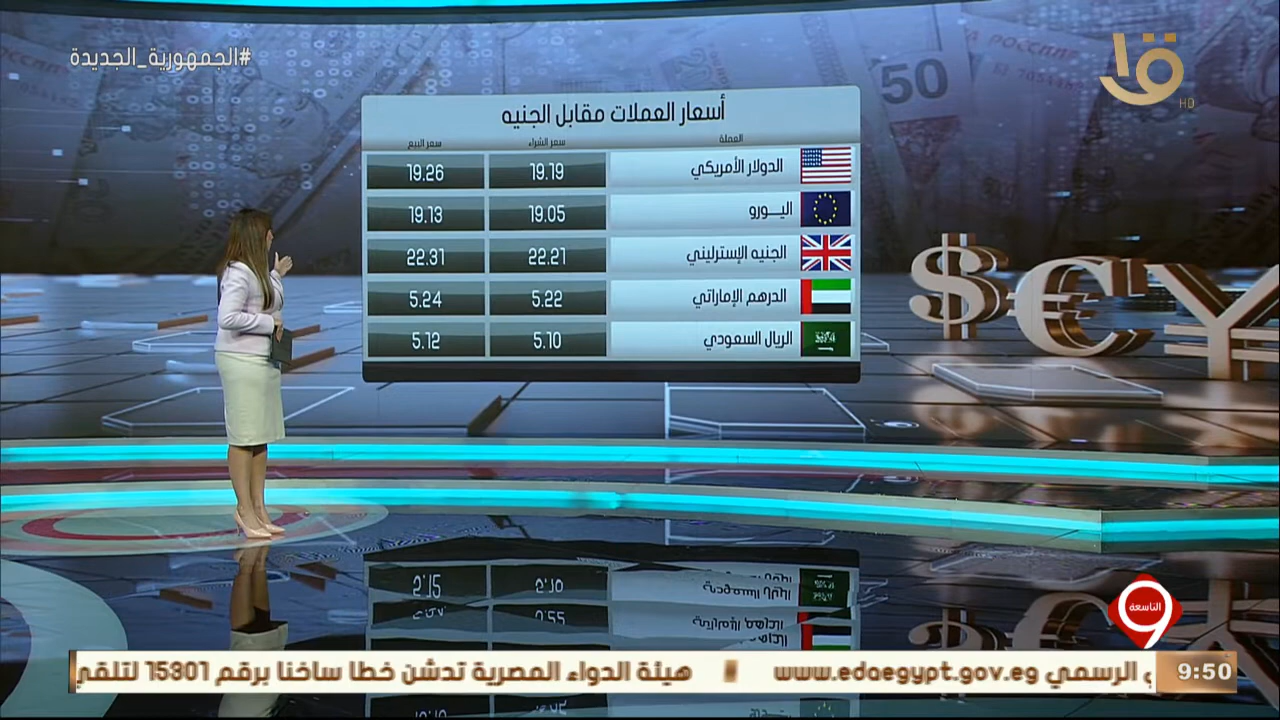 #الجمهورية_الجديدة
HD
50
أسعار العملات مقابل الجنيه
العملة سعر الشراء سعر البيع
الدولار الأمريكي 19.19 19.26
اليـــورو 19.05 19.13
الجنيه الإسترليني 22.21 22.31
الدرهم الإماراتي 5.22 5.24
الريال السعودي 5.10 5.12
$€¥
التاسعة
9
9:50
الرسمي www.edaegypt.gov.eg
هيئة الدواء المصرية تدشن خطا ساخنا برقم 15301 لتلقي